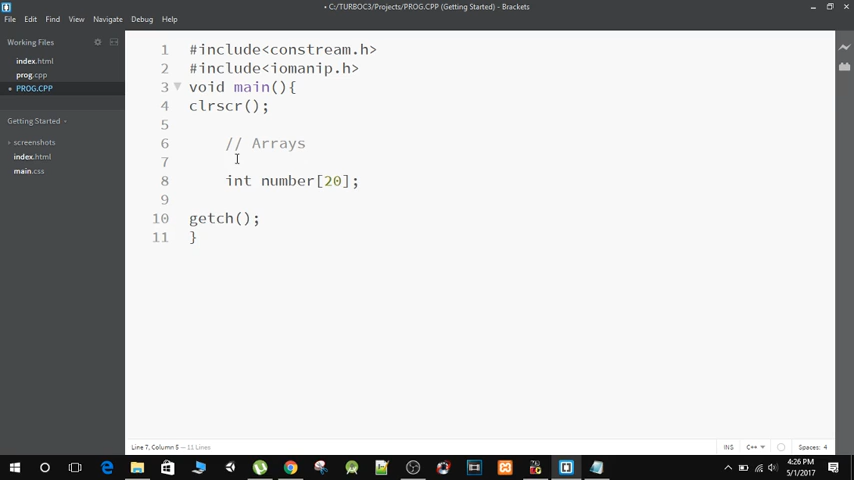 • C:/TURBOC3/Projects/PROG.CPP (Getting Started) - Brackets
File Edit Find View Navigate Debug Help
Working Files
index.html
prog.cpp
• PROG.CPP
Getting Started
screenshots
index.html
main.css
1 #include<constream.h>
2 #include<iomanip.h>
3 void main(){
4 clrscr();
5
6 // Arrays
7
8 int number[20];
9
10 getch();
11 }
Line 7, Column 5 — 11 Lines
INS C++ Spaces: 4
4:26 PM
5/1/2017